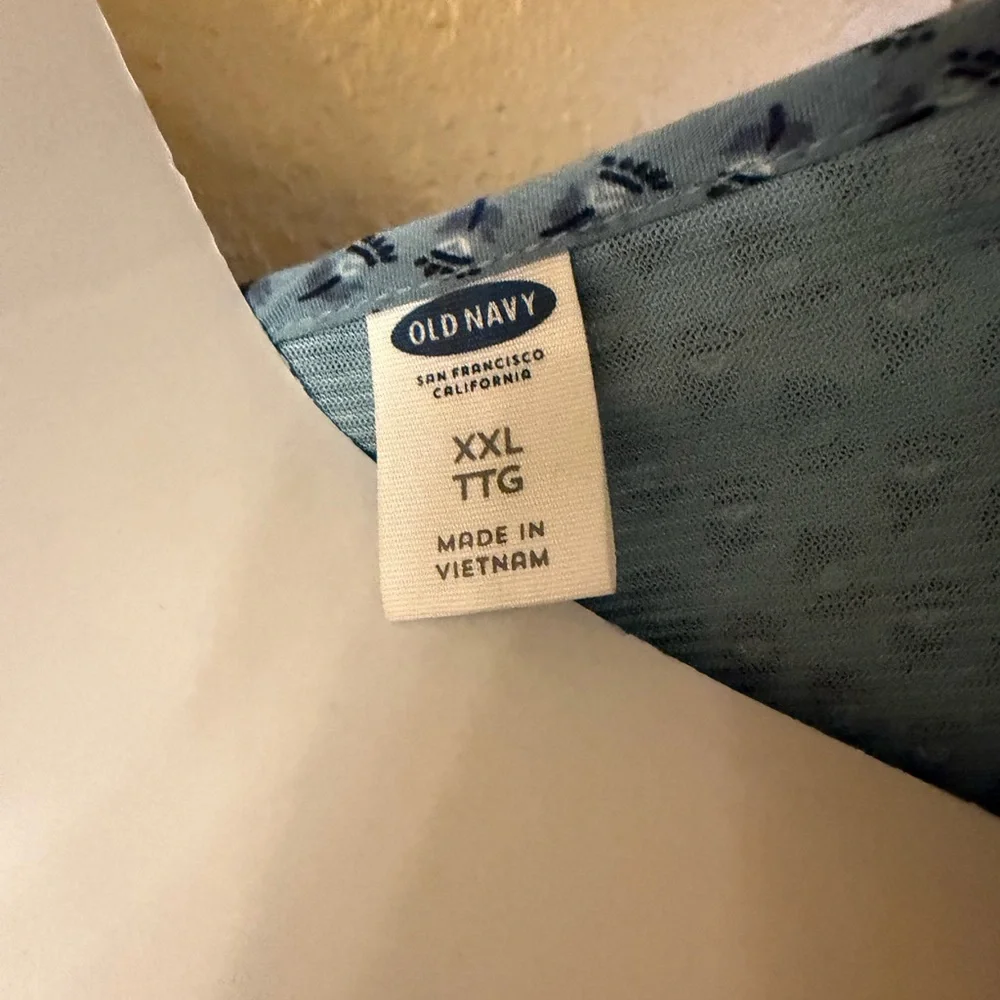 OLD NAVY
SAN FRANCISCO
CALIFORNIA
XXL
TTG
MADE IN
VIETNAM